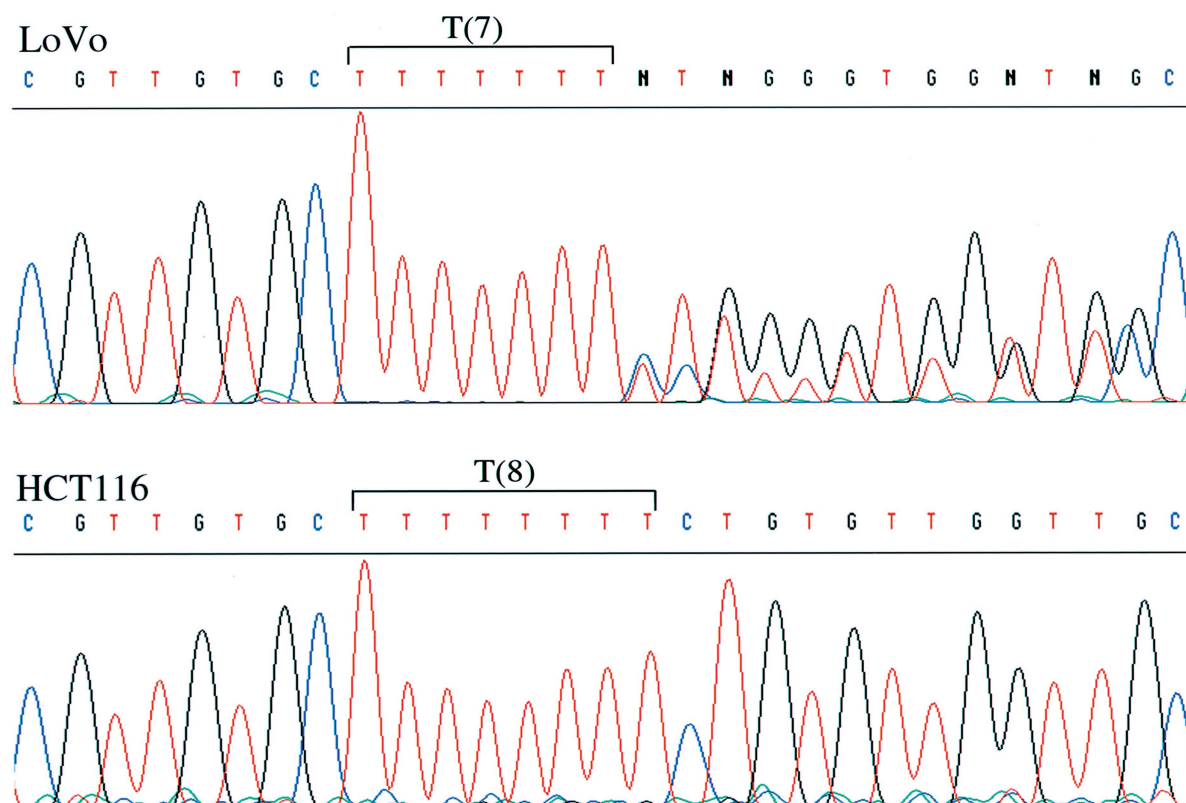 LoVo
T(7)
C G T T G T G C T T T T T T T N T N G G G T G G N T N G C
HCT116
T(8)
C G T T G T G C T T T T T T T T C T G T G T T G G T T G C